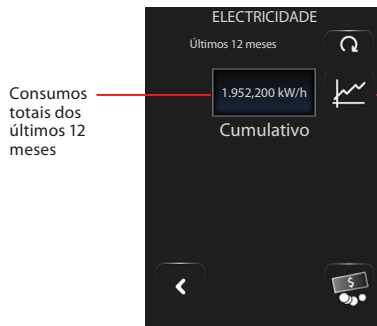 ELECTRICIDADE
Últimos 12 meses
Consumos
totais dos
últimos 12
meses
1.952,200 kW/h
Cumulativo
$